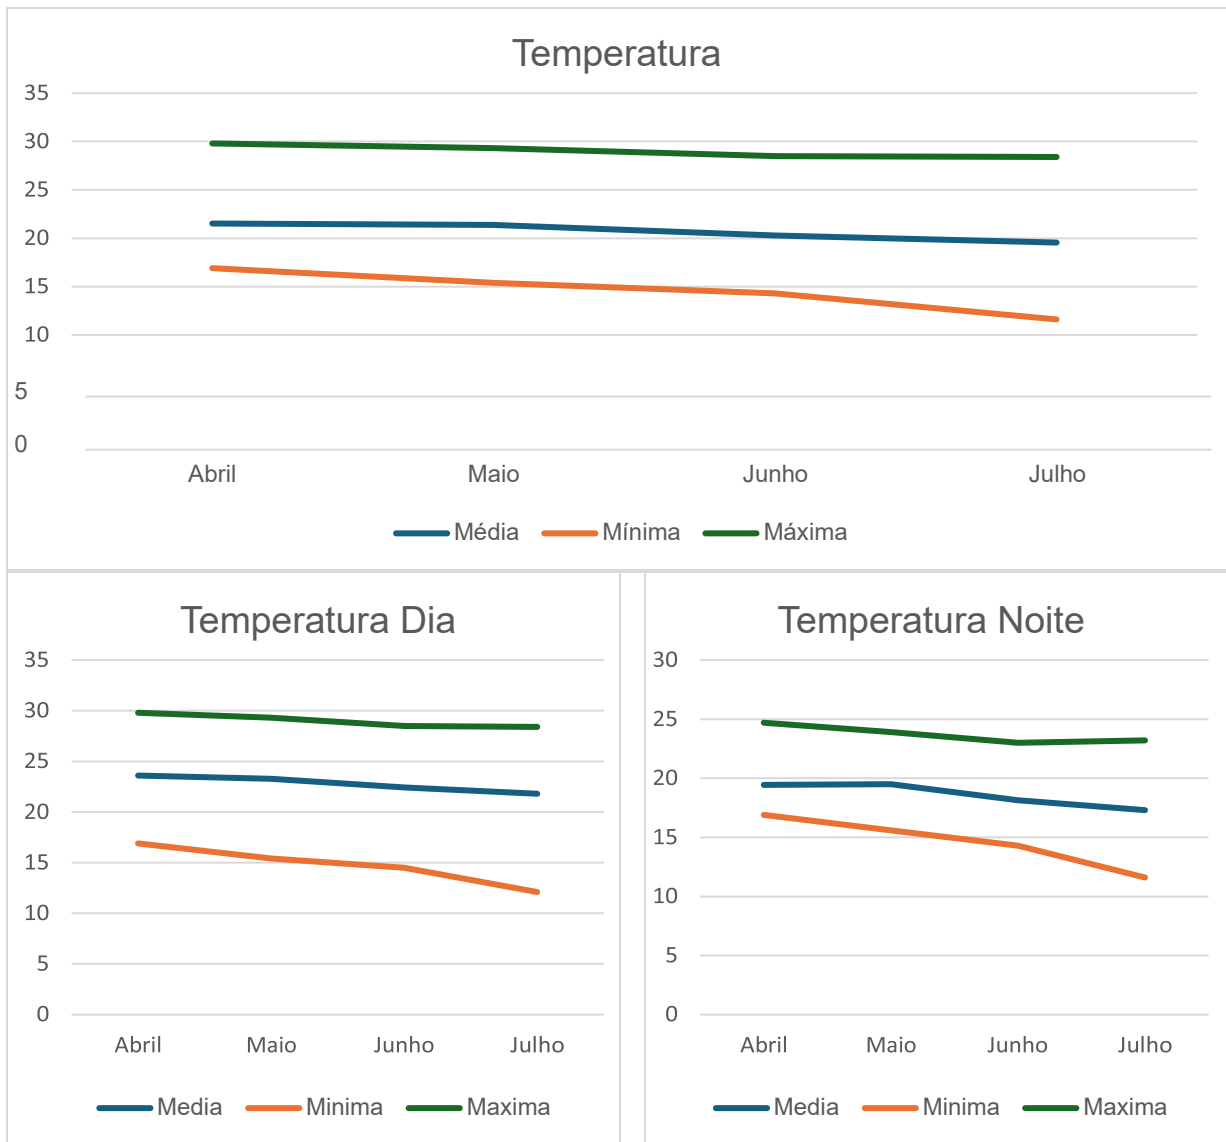 Temperatura
35
30
25
20
15
10
5
0
Abril Maio Junho Julho
Média Mínima Máxima
Temperatura Dia
35
30
25
20
15
10
5
0
Abril Maio Junho Julho
Media Minima Maxima
Temperatura Noite
30
25
20
15
10
5
0
Abril Maio Junho Julho
Media Minima Maxima